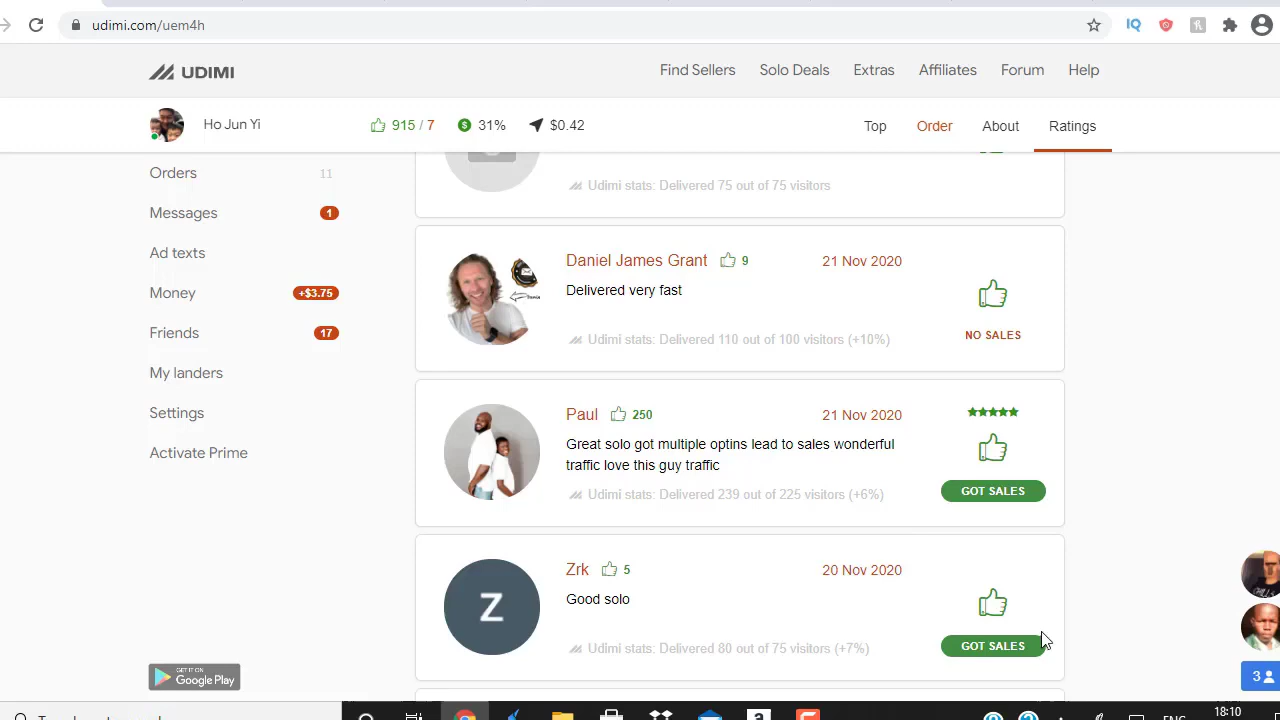 udimi.com/uem4h
UDIMI
Find Sellers
Solo Deals
Extras
Affiliates
Forum
Help
Ho Jun Yi
915 / 7
31%
$0.42
Top
Order
About
Ratings
Orders 11
Messages 1
Ad texts
Money +$3.75
Friends 17
My landers
Settings
Activate Prime
GET IT ON
Google Play
Udimi stats: Delivered 75 out of 75 visitors
Daniel James Grant 9 21 Nov 2020
Delivered very fast
Udimi stats: Delivered 110 out of 100 visitors (+10%)
NO SALES
Paul 250 21 Nov 2020
Great solo got multiple optins lead to sales wonderful
traffic love this guy traffic
Udimi stats: Delivered 239 out of 225 visitors (+6%)
GOT SALES
Zrk 5 20 Nov 2020
Z
Good solo
Udimi stats: Delivered 80 out of 75 visitors (+7%)
GOT SALES
3
18:10